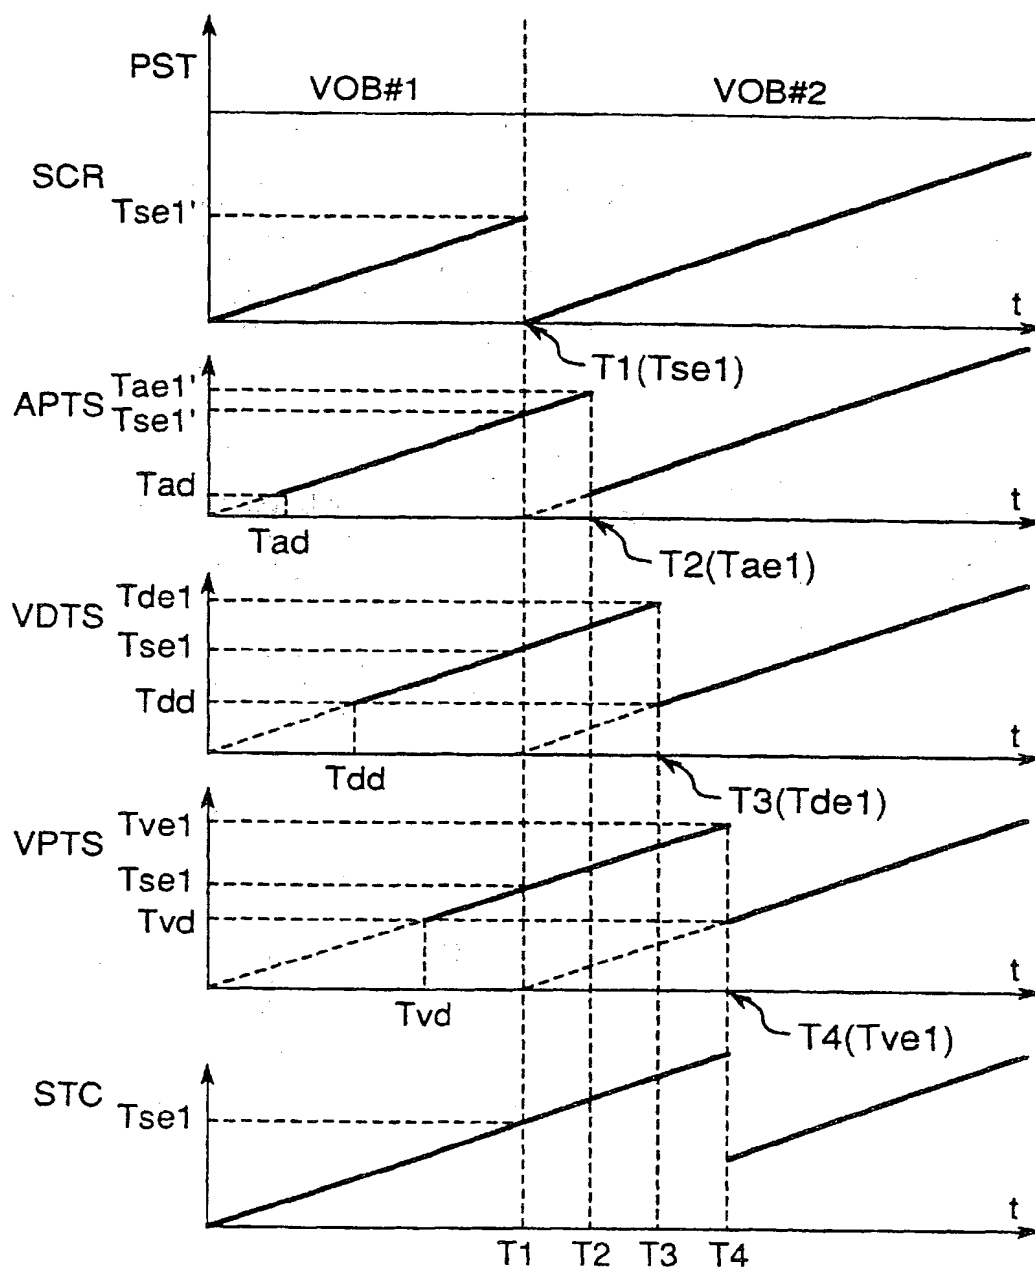 PST
VOB#1
VOB#2
SCR
Tse1'
t
T1(Tse1)
APTS
Tae1'
Tse1'
Tad
t
Tad
T2(Tae1)
VDTS
Tde1
Tse1
Tdd
t
Tdd
T3(Tde1)
VPTS
Tve1
Tse1
Tvd
t
Tvd
T4(Tve1)
STC
Tse1
t
T1
T2
T3
T4